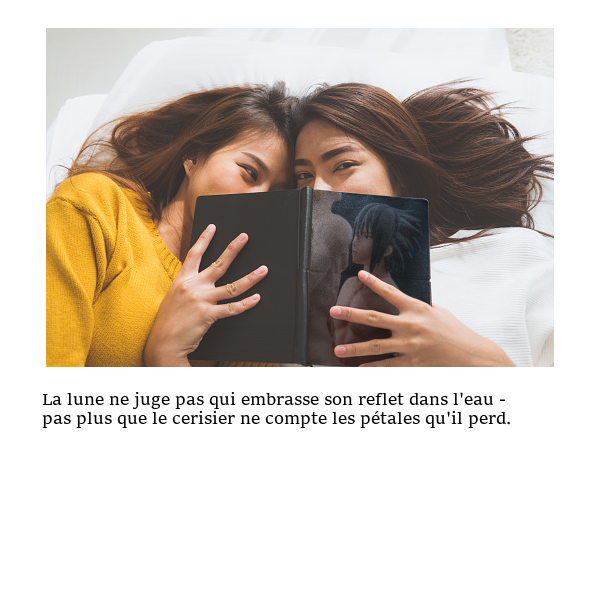 La lune ne juge pas qui embrasse son reflet dans l'eau -
pas plus que le cerisier ne compte les pétales qu'il perd.